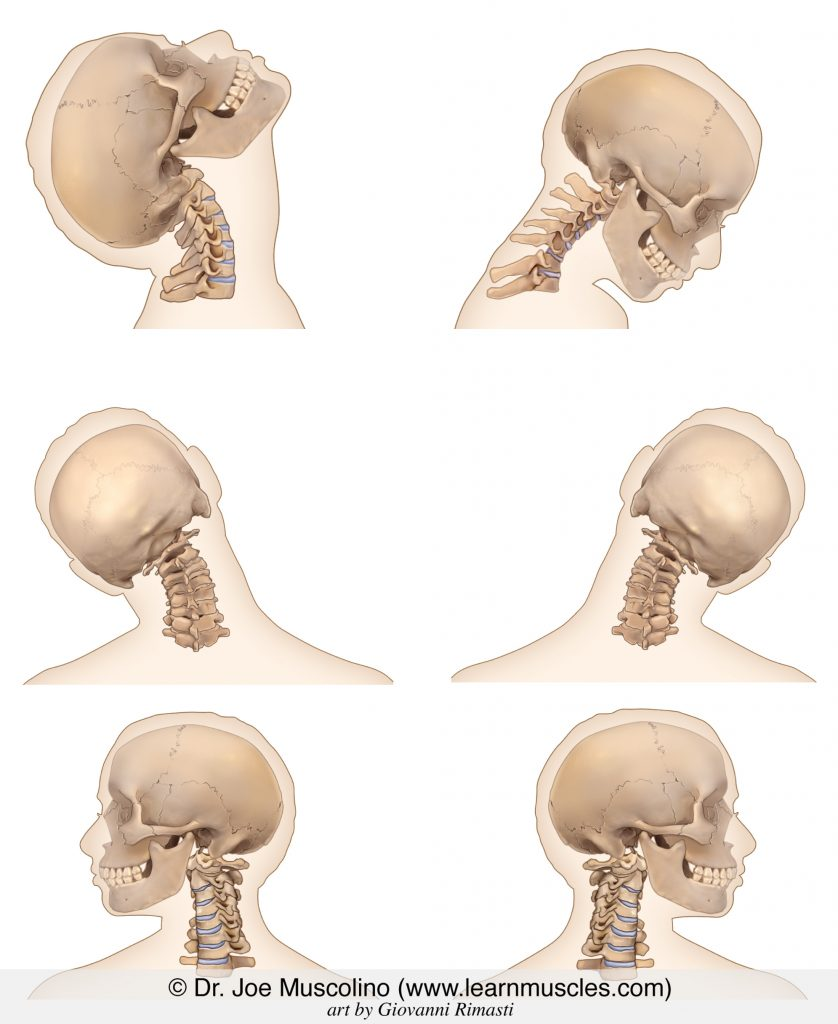 © Dr. Joe Muscolino (www.learnmuscles.com)
art by Giovanni Rimasti